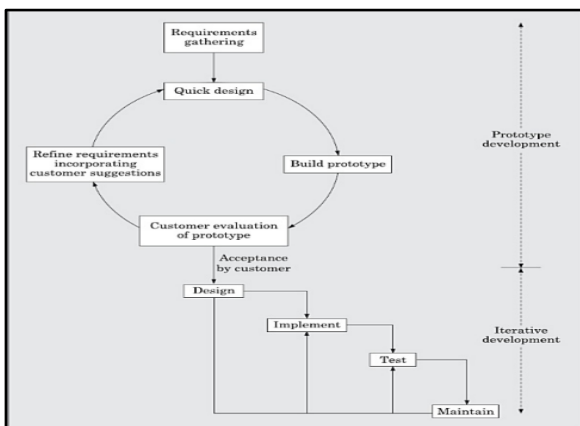 Requirements
gathering
Quick design
Prototype
development
Refine requirements
incorporating
customer suggestions
Build prototype
Customer evaluation
of prototype
Acceptance
by customer
Design
Implement
Iterative
development
Test
Maintain